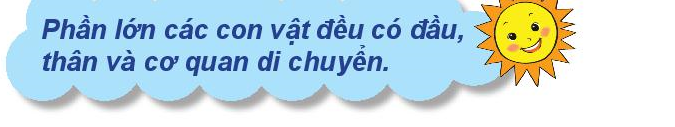 Phần lớn các con vật đều có đầu,
thân và cơ quan di chuyển.